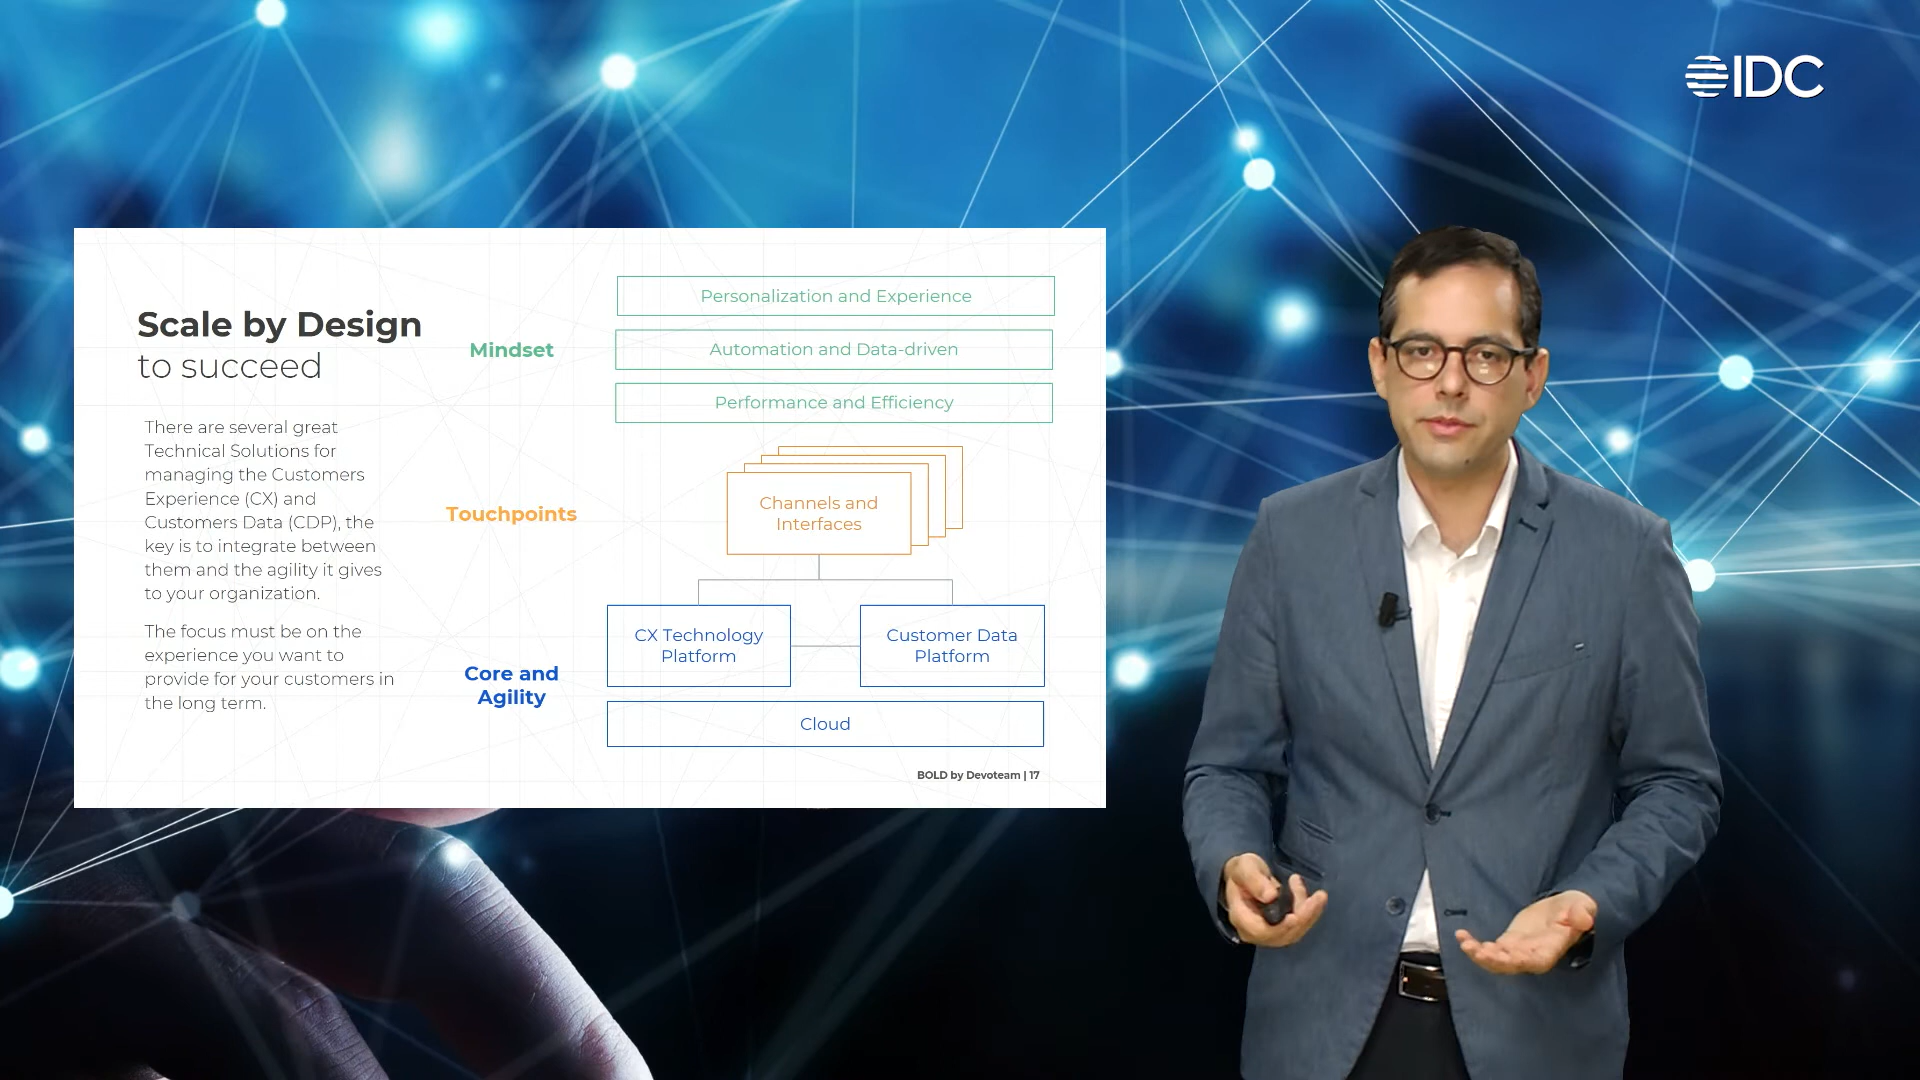 IDC
Scale by Design
to succeed
There are several great
Technical Solutions for
managing the Customers
Experience (CX) and
Customers Data (CDP), the
key is to integrate between
them and the agility it gives
to your organization.
The focus must be on the
experience you want to
provide for your customers in
the long term.
Mindset
Personalization and Experience
Automation and Data-driven
Performance and Efficiency
Touchpoints
Channels and
Interfaces
Core and
Agility
CX Technology
Platform
Customer Data
Platform
Cloud
BOLD by Devoteam | 17